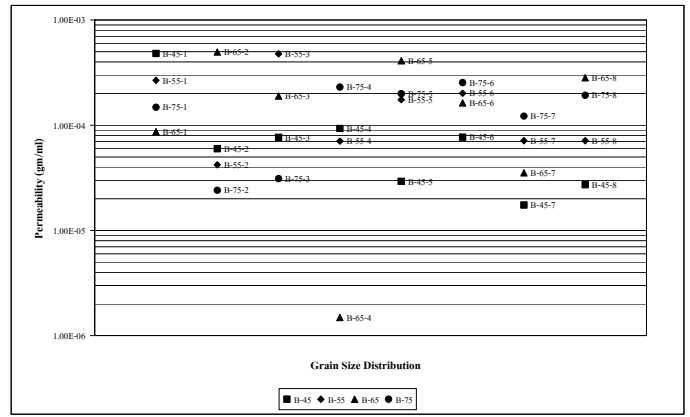 1.00E-03
B-45-1
B-65-2
B-55-3
B-65-5
B-55-1
B-75-4
B-75-6
B-65-8
B-65-3
B-75-5
B-55-5
B-55-6
B-75-8
B-75-1
B-65-6
B-75-7
1.00E-04
B-65-1
B-45-4
B-45-2
B-45-3
B-55-4
B-45-6
B-55-7
B-55-8
B-55-2
B-75-3
B-45-5
B-65-7
B-45-8
B-75-2
B-45-7
1.00E-05
B-65-4
1.00E-06
Permeability (gm/ml)
Grain Size Distribution
B-45 B-55 B-65 B-75